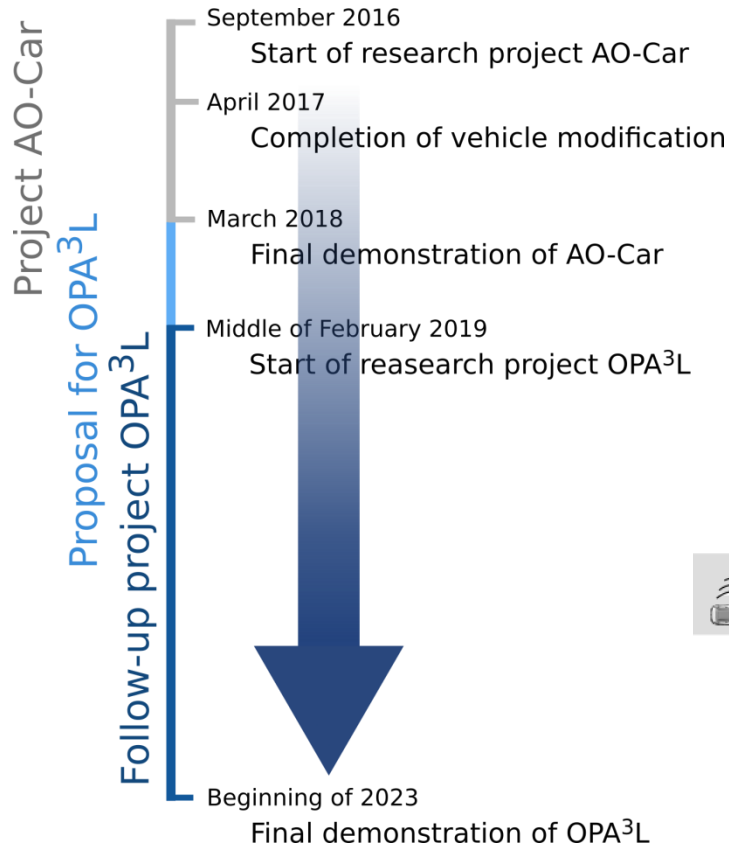 September 2016
Start of research project AO-Car
April 2017
Completion of vehicle modification
March 2018
Final demonstration of AO-Car
Middle of February 2019
Start of reasearch project OPA³L
Beginning of 2023
Final demonstration of OPA³L
Project AO-Car
Proposal for OPA³L
Follow-up project OPA³L